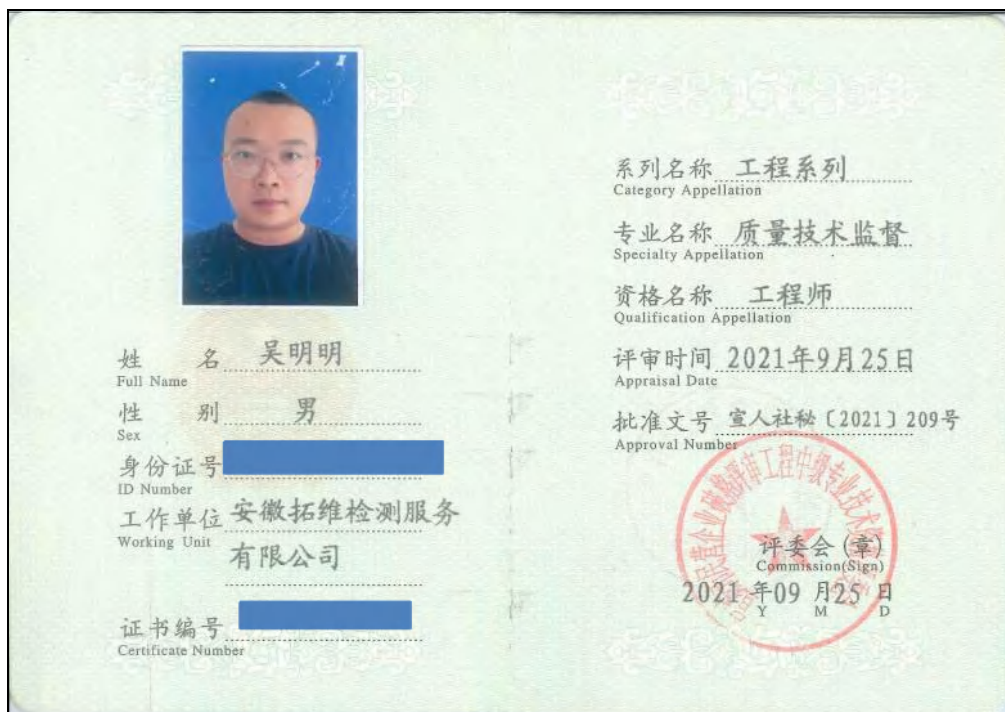 姓 名 吴明明
Full Name
性 别 男
Sex
身份证号
ID Number
工作单位 安徽拓维检测服务
Working Unit
有限公司
证书编号
Certificate Number
系列名称 工程系列
Category Appellation
专业名称 质量技术监督
Specialty Appellation
资格名称 工程师
Qualification Appellation
评审时间 2021年9月25日
Appraisal Date
批准文号 宣人社秘〔2021〕209号
Approval Number
评委会(章)
Commission(Sign)
2021 年09 月25 日
Y M D